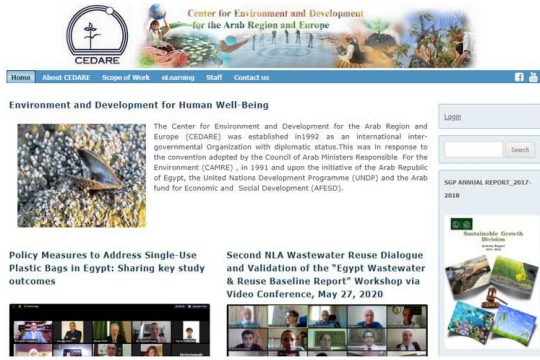 Center for Environment and Development
for the Arab Region and Europe
CEDARE
Home About CEDARE Scope of Work eLearning Staff Contact us
Environment and Development for Human Well-Being
The Center for Environment and Development for the Arab Region and
Europe (CEDARE) was established in1992 as an international inter-
governmental Organization with diplomatic status.This was in response to
the convention adopted by the Council of Arab Ministers Responsible For the
Environment (CAMRE) , in 1991 and upon the initiative of the Arab Republic
of Egypt, the United Nations Development Programme (UNDP) and the Arab
fund for Economic and Social Development (AFESD).
Policy Measures to Address Single-Use
Plastic Bags in Egypt: Sharing key study
outcomes
Second NLA Wastewater Reuse Dialogue
and Validation of the “Egypt Wastewater
& Reuse Baseline Report” Workshop via
Video Conference, May 27, 2020
Login
Search
SGP ANNUAL REPORT_2017-
2018
Sustainable Growth
Division